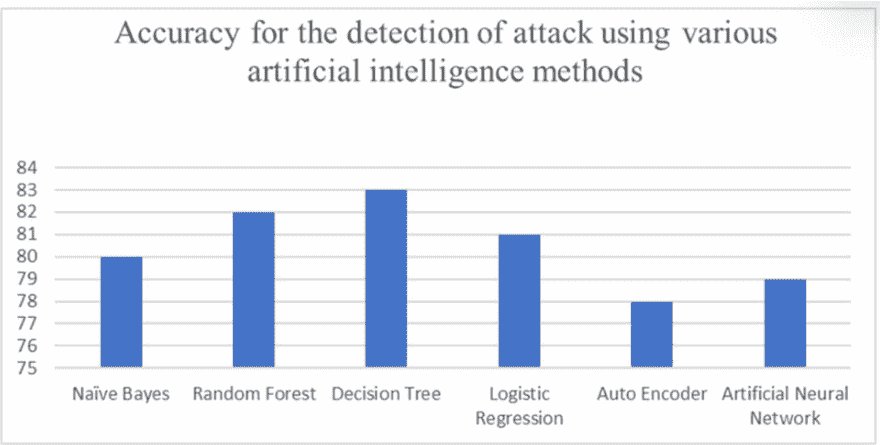 Accuracy for the detection of attack using various
artificial intelligence methods
84
83
82
81
80
79
78
77
76
75
Naïve Bayes Random Forest Decision Tree Logistic Auto Encoder Artificial Neural
Regression Network